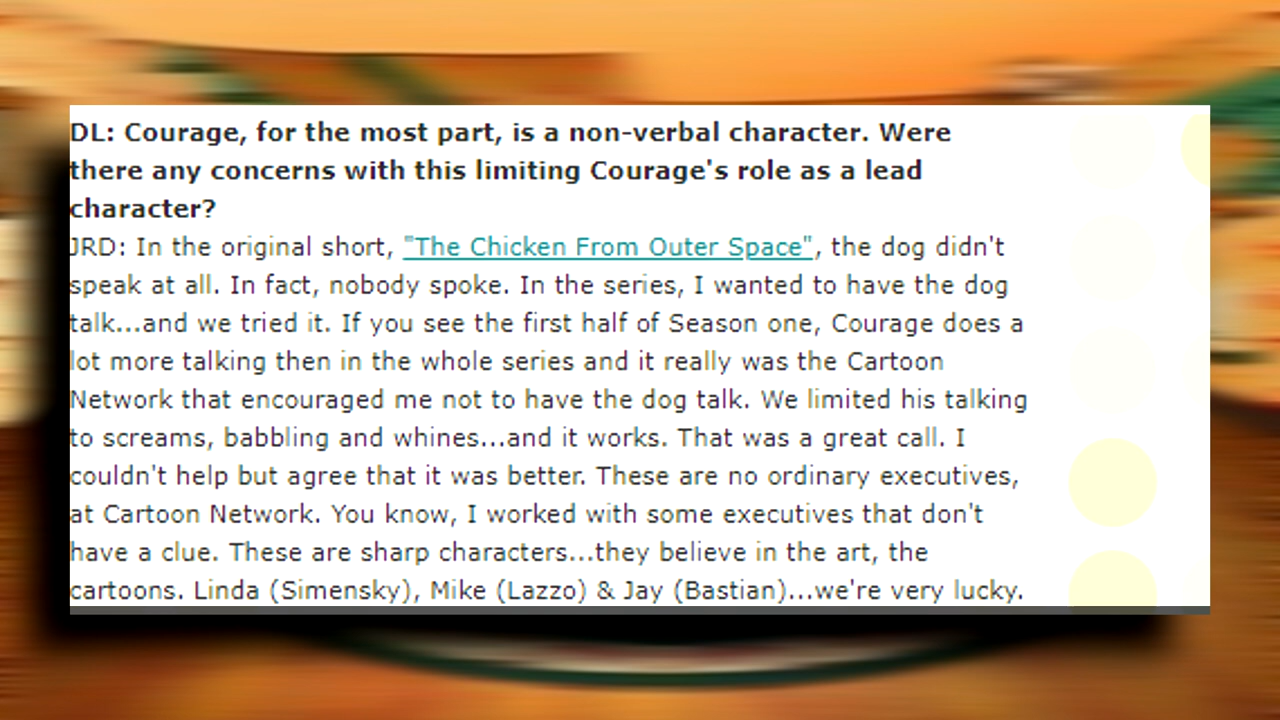 DL: Courage, for the most part, is a non-verbal character. Were
there any concerns with this limiting Courage's role as a lead
character?
JRD: In the original short, "The Chicken From Outer Space", the dog didn't
speak at all. In fact, nobody spoke. In the series, I wanted to have the dog
talk...and we tried it. If you see the first half of Season one, Courage does a
lot more talking then in the whole series and it really was the Cartoon
Network that encouraged me not to have the dog talk. We limited his talking
to screams, babbling and whines...and it works. That was a great call. I
couldn't help but agree that it was better. These are no ordinary executives,
at Cartoon Network. You know, I worked with some executives that don't
have a clue. These are sharp characters...they believe in the art, the
cartoons. Linda (Simensky), Mike (Lazzo) & Jay (Bastian)...we're very lucky.